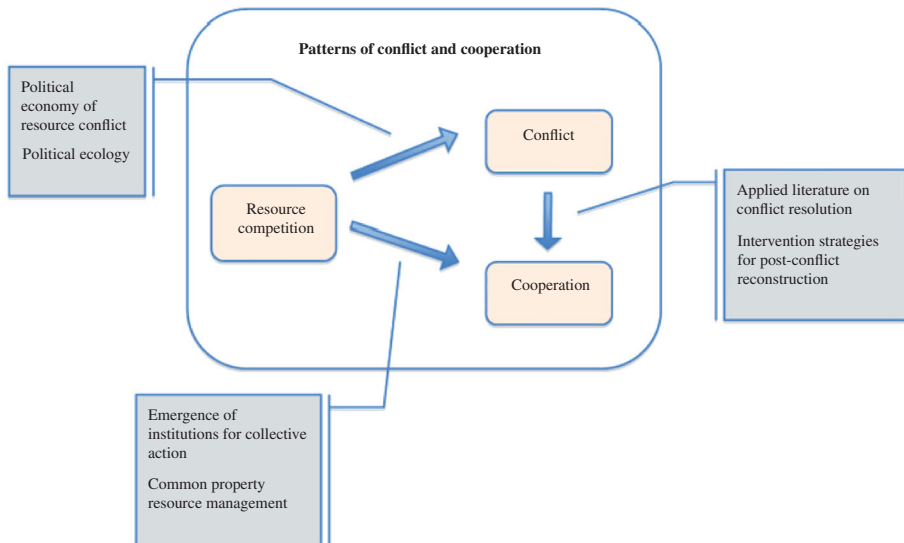 Patterns of conflict and cooperation
Political
economy of
resource conflict
Political ecology
Conflict
Resource
competition
Cooperation
Applied literature on
conflict resolution
Intervention strategies
for post-conflict
reconstruction
Emergence of
institutions for collective
action
Common property
resource management